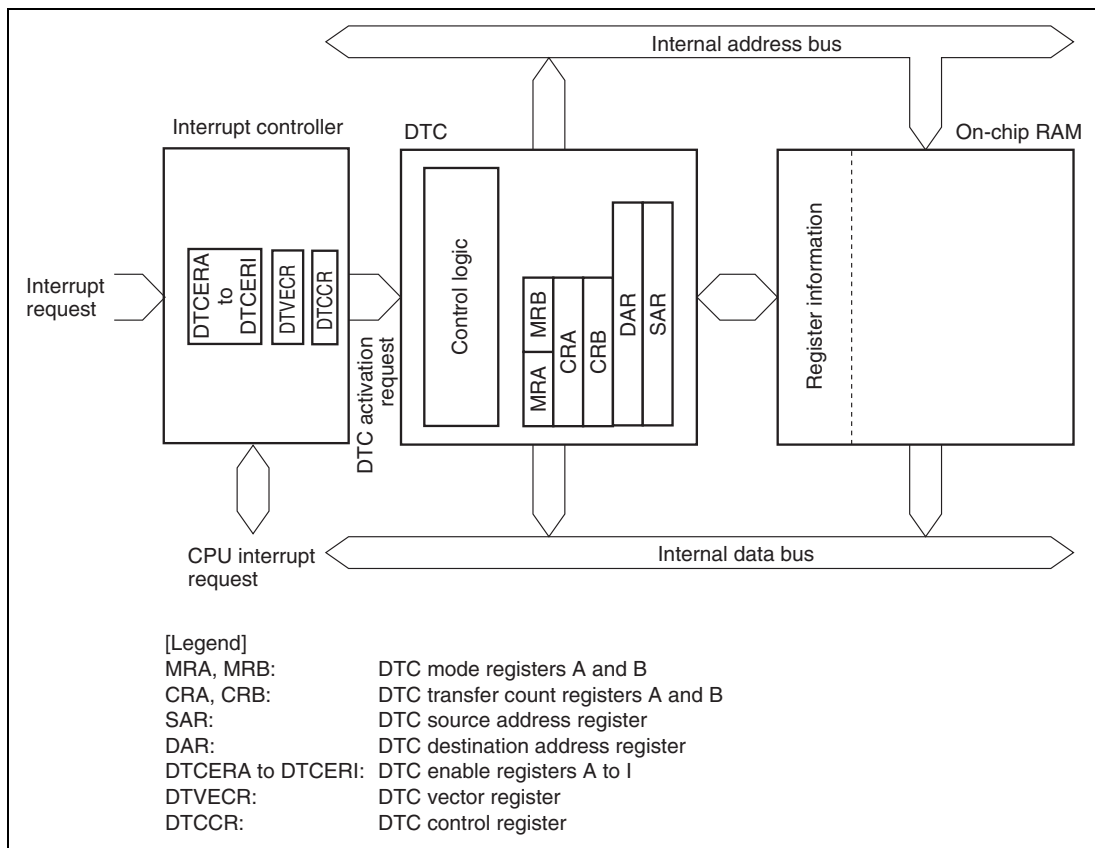 Internal address bus
Interrupt controller
DTC
On-chip RAM
Interrupt
request
DTCERA
to
DTCERI
DTVECR
DTCCR
DTC activation
request
Control logic
MRA
MRB
CRA
CRB
DAR
SAR
Register information
CPU interrupt
request
Internal data bus
[Legend]
MRA, MRB: DTC mode registers A and B
CRA, CRB: DTC transfer count registers A and B
SAR: DTC source address register
DAR: DTC destination address register
DTCERA to DTCERI: DTC enable registers A to I
DTVECR: DTC vector register
DTCCR: DTC control register